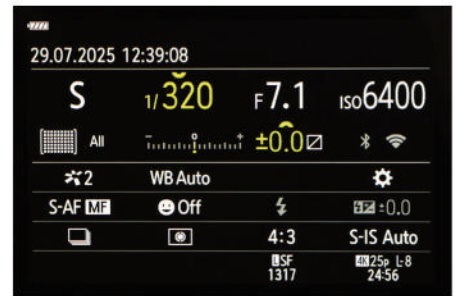 29.07.2025 12:39:08
S 1/320 F7.1 ISO6400
All ±0.0
2 WB Auto
S-AF MF Off ±0.0
4:3 S-IS Auto
LSF 4K 25p L-8
1317 24:56